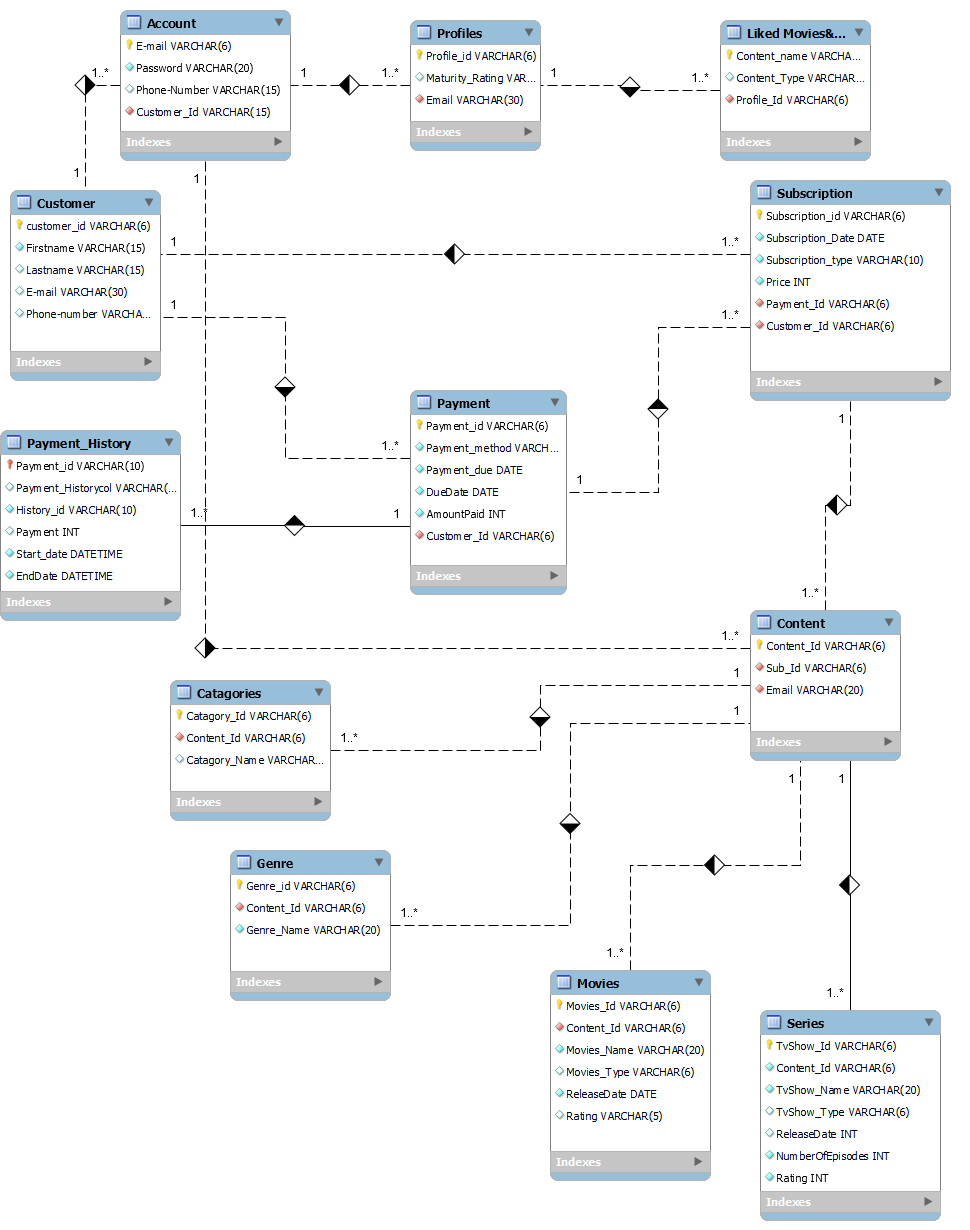 Account
E-mail VARCHAR(6)
Password VARCHAR(20)
Phone-Number VARCHAR(15)
Customer_Id VARCHAR(15)
Indexes
1
1..*
Profiles
Profile_id VARCHAR(6)
Maturity_Rating VAR...
Email VARCHAR(30)
Indexes
1
1..*
Liked Movies&...
Content_name VARCHA...
Content_Type VARCHAR(6)
Profile_Id VARCHAR(6)
Indexes
1..*
1
1
Customer
customer_id VARCHAR(6)
Firstname VARCHAR(15)
Lastname VARCHAR(15)
E-mail VARCHAR(30)
Phone-number VARCHA...
Indexes
1
1..*
1
1..*
Subscription
Subscription_id VARCHAR(6)
Subscription_Date DATE
Subscription_type VARCHAR(10)
Price INT
Payment_Id VARCHAR(6)
Customer_Id VARCHAR(6)
Indexes
1..*
1
Payment
Payment_id VARCHAR(6)
Payment_method VARCH...
Payment_due DATE
DueDate DATE
AmountPaid INT
Customer_Id VARCHAR(6)
Indexes
1
Payment_History
Payment_id VARCHAR(10)
Payment_Historycol VARCHAR(...
History_id VARCHAR(10)
Payment INT
Start_date DATETIME
EndDate DATETIME
Indexes
1..*
1
1..*
1..*
Content
Content_Id VARCHAR(6)
Sub_Id VARCHAR(6)
Email VARCHAR(20)
Indexes
1
1
1
1
Catagories
Catagory_Id VARCHAR(6)
Content_Id VARCHAR(6)
Catagory_Name VARCHAR...
Indexes
1..*
Genre
Genre_id VARCHAR(6)
Content_Id VARCHAR(6)
Genre_Name VARCHAR(20)
Indexes
1..*
1..*
Movies
Movies_Id VARCHAR(6)
Content_Id VARCHAR(6)
Movies_Name VARCHAR(20)
Movies_Type VARCHAR(6)
ReleaseDate DATE
Rating VARCHAR(5)
Indexes
1..*
Series
TvShow_Id VARCHAR(6)
Content_Id VARCHAR(6)
TvShow_Name VARCHAR(20)
TvShow_Type VARCHAR(6)
ReleaseDate INT
NumberOfEpisodes INT
Rating INT
Indexes